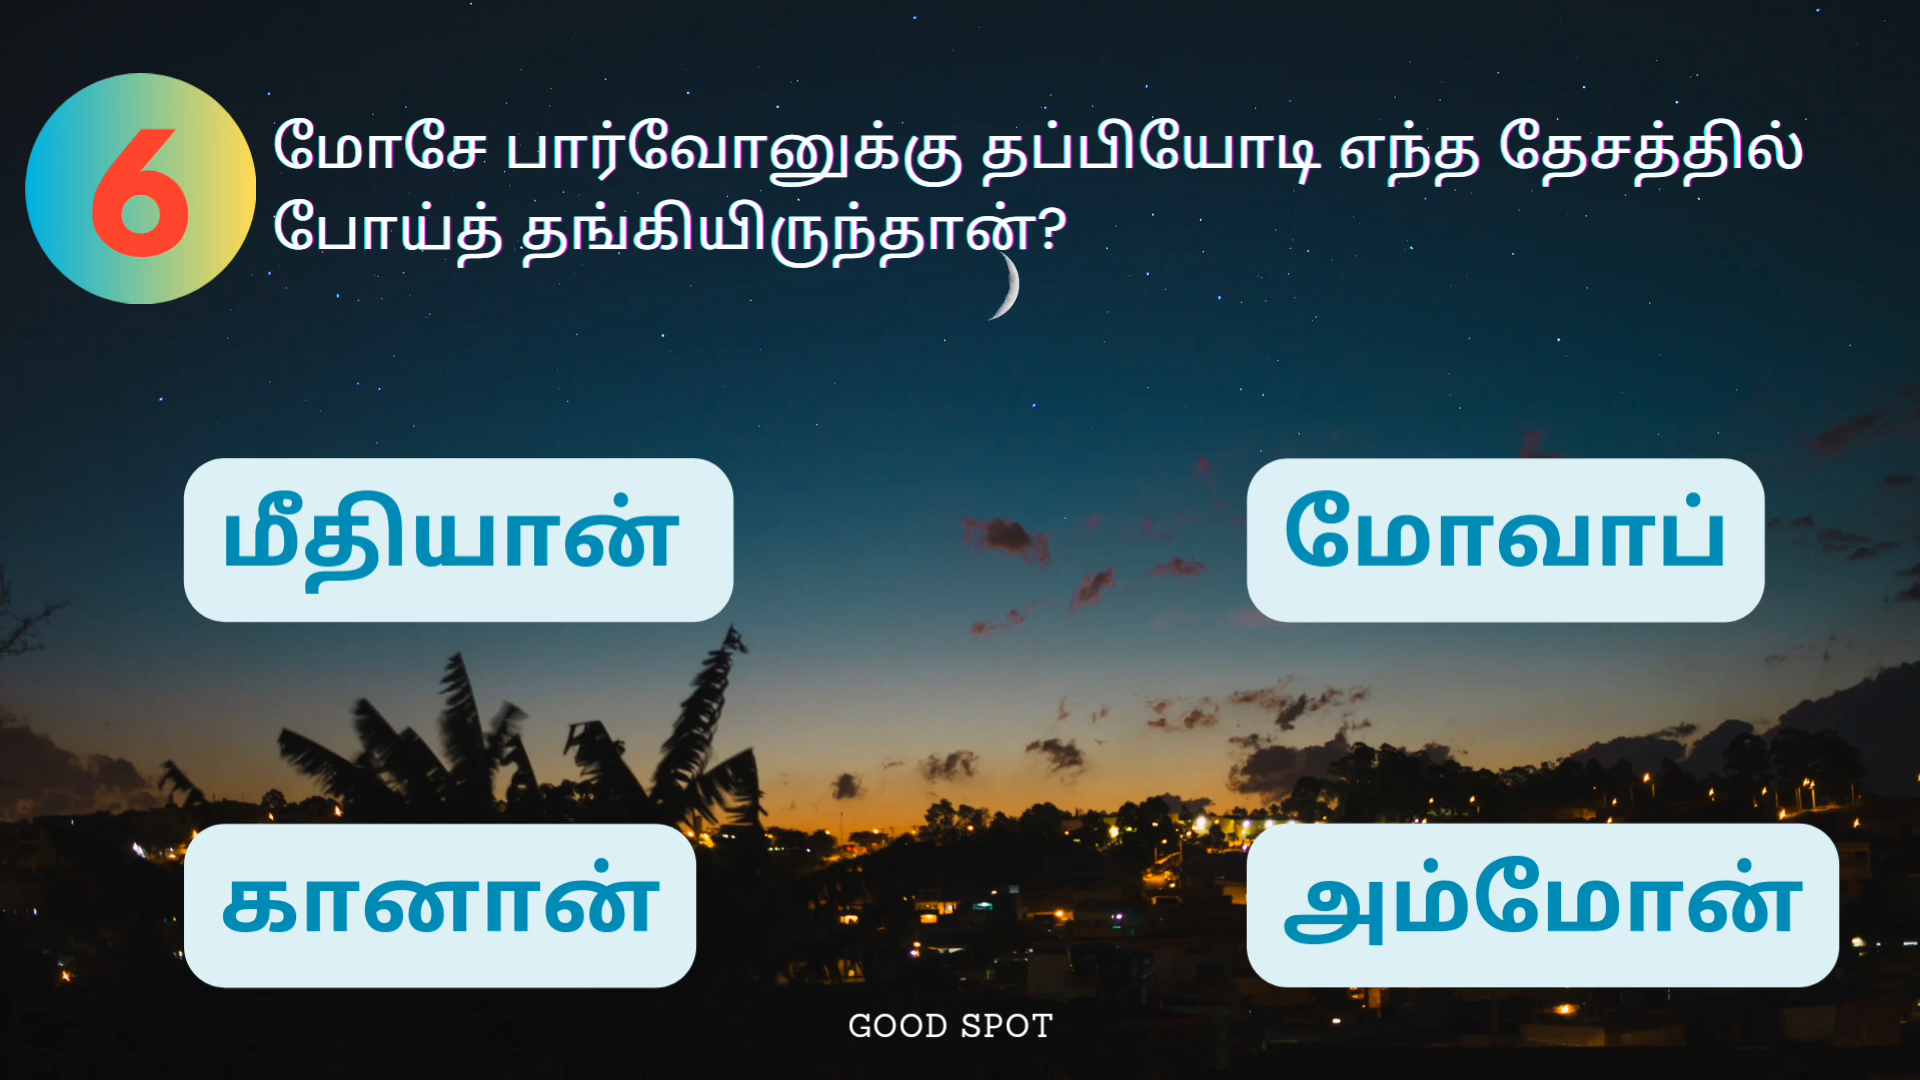 6
மோசே பார்வோனுக்கு தப்பியோடி எந்த தேசத்தில்
போய்த் தங்கியிருந்தான்?
மீதியான்
மோவாப்
கானான்
அம்மோன்
GOOD SPOT